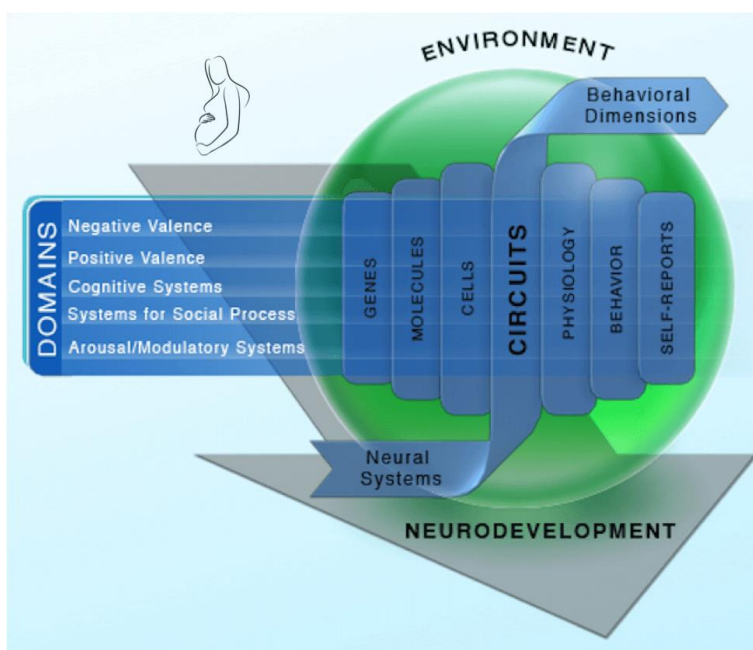 ENVIRONMENT
Behavioral
Dimensions
DOMAINS
Negative Valence
Positive Valence
Cognitive Systems
Systems for Social Process
Arousal/Modulatory Systems
GENES
MOLECULES
CELLS
CIRCUITS
PHYSIOLOGY
BEHAVIOR
SELF-REPORTS
Neural
Systems
NEURODEVELOPMENT